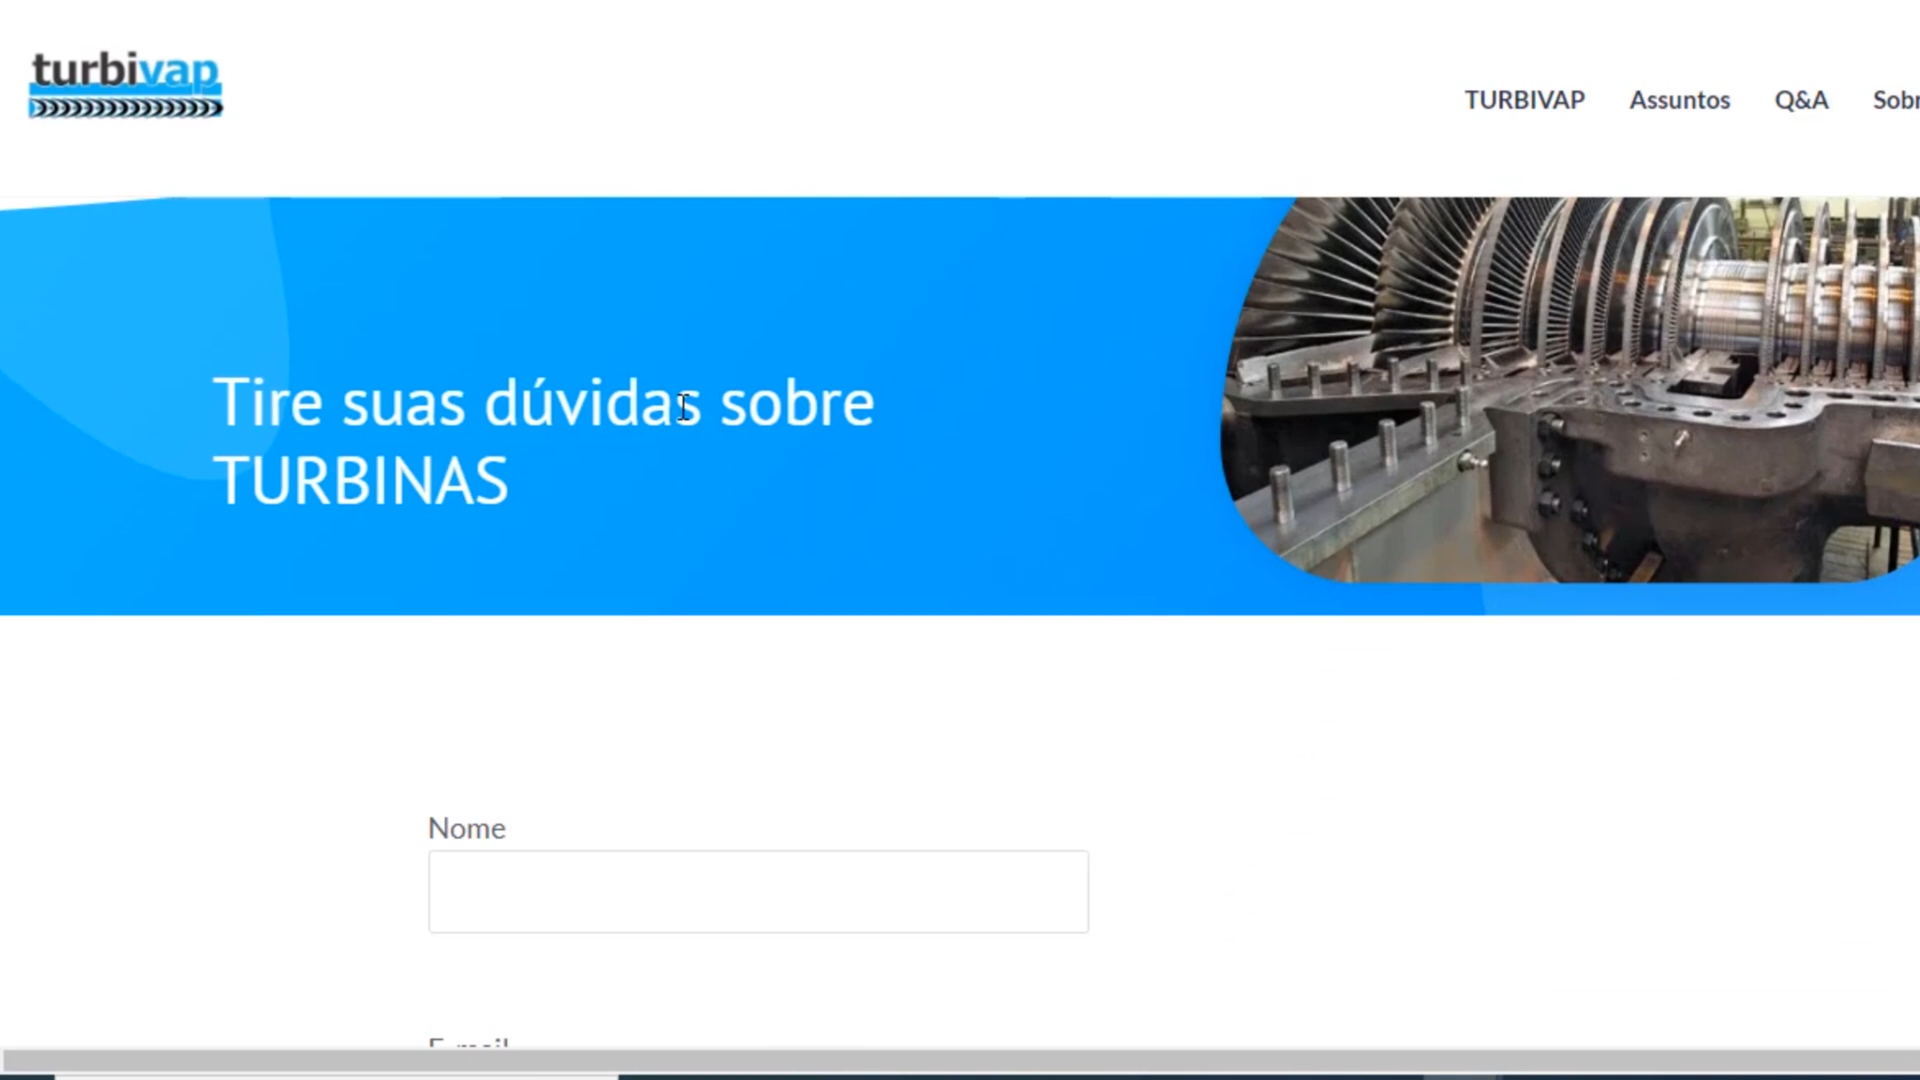 turbivap
TURBIVAP Assuntos Q&A
Tire suas dúvidas sobre
TURBINAS
Nome